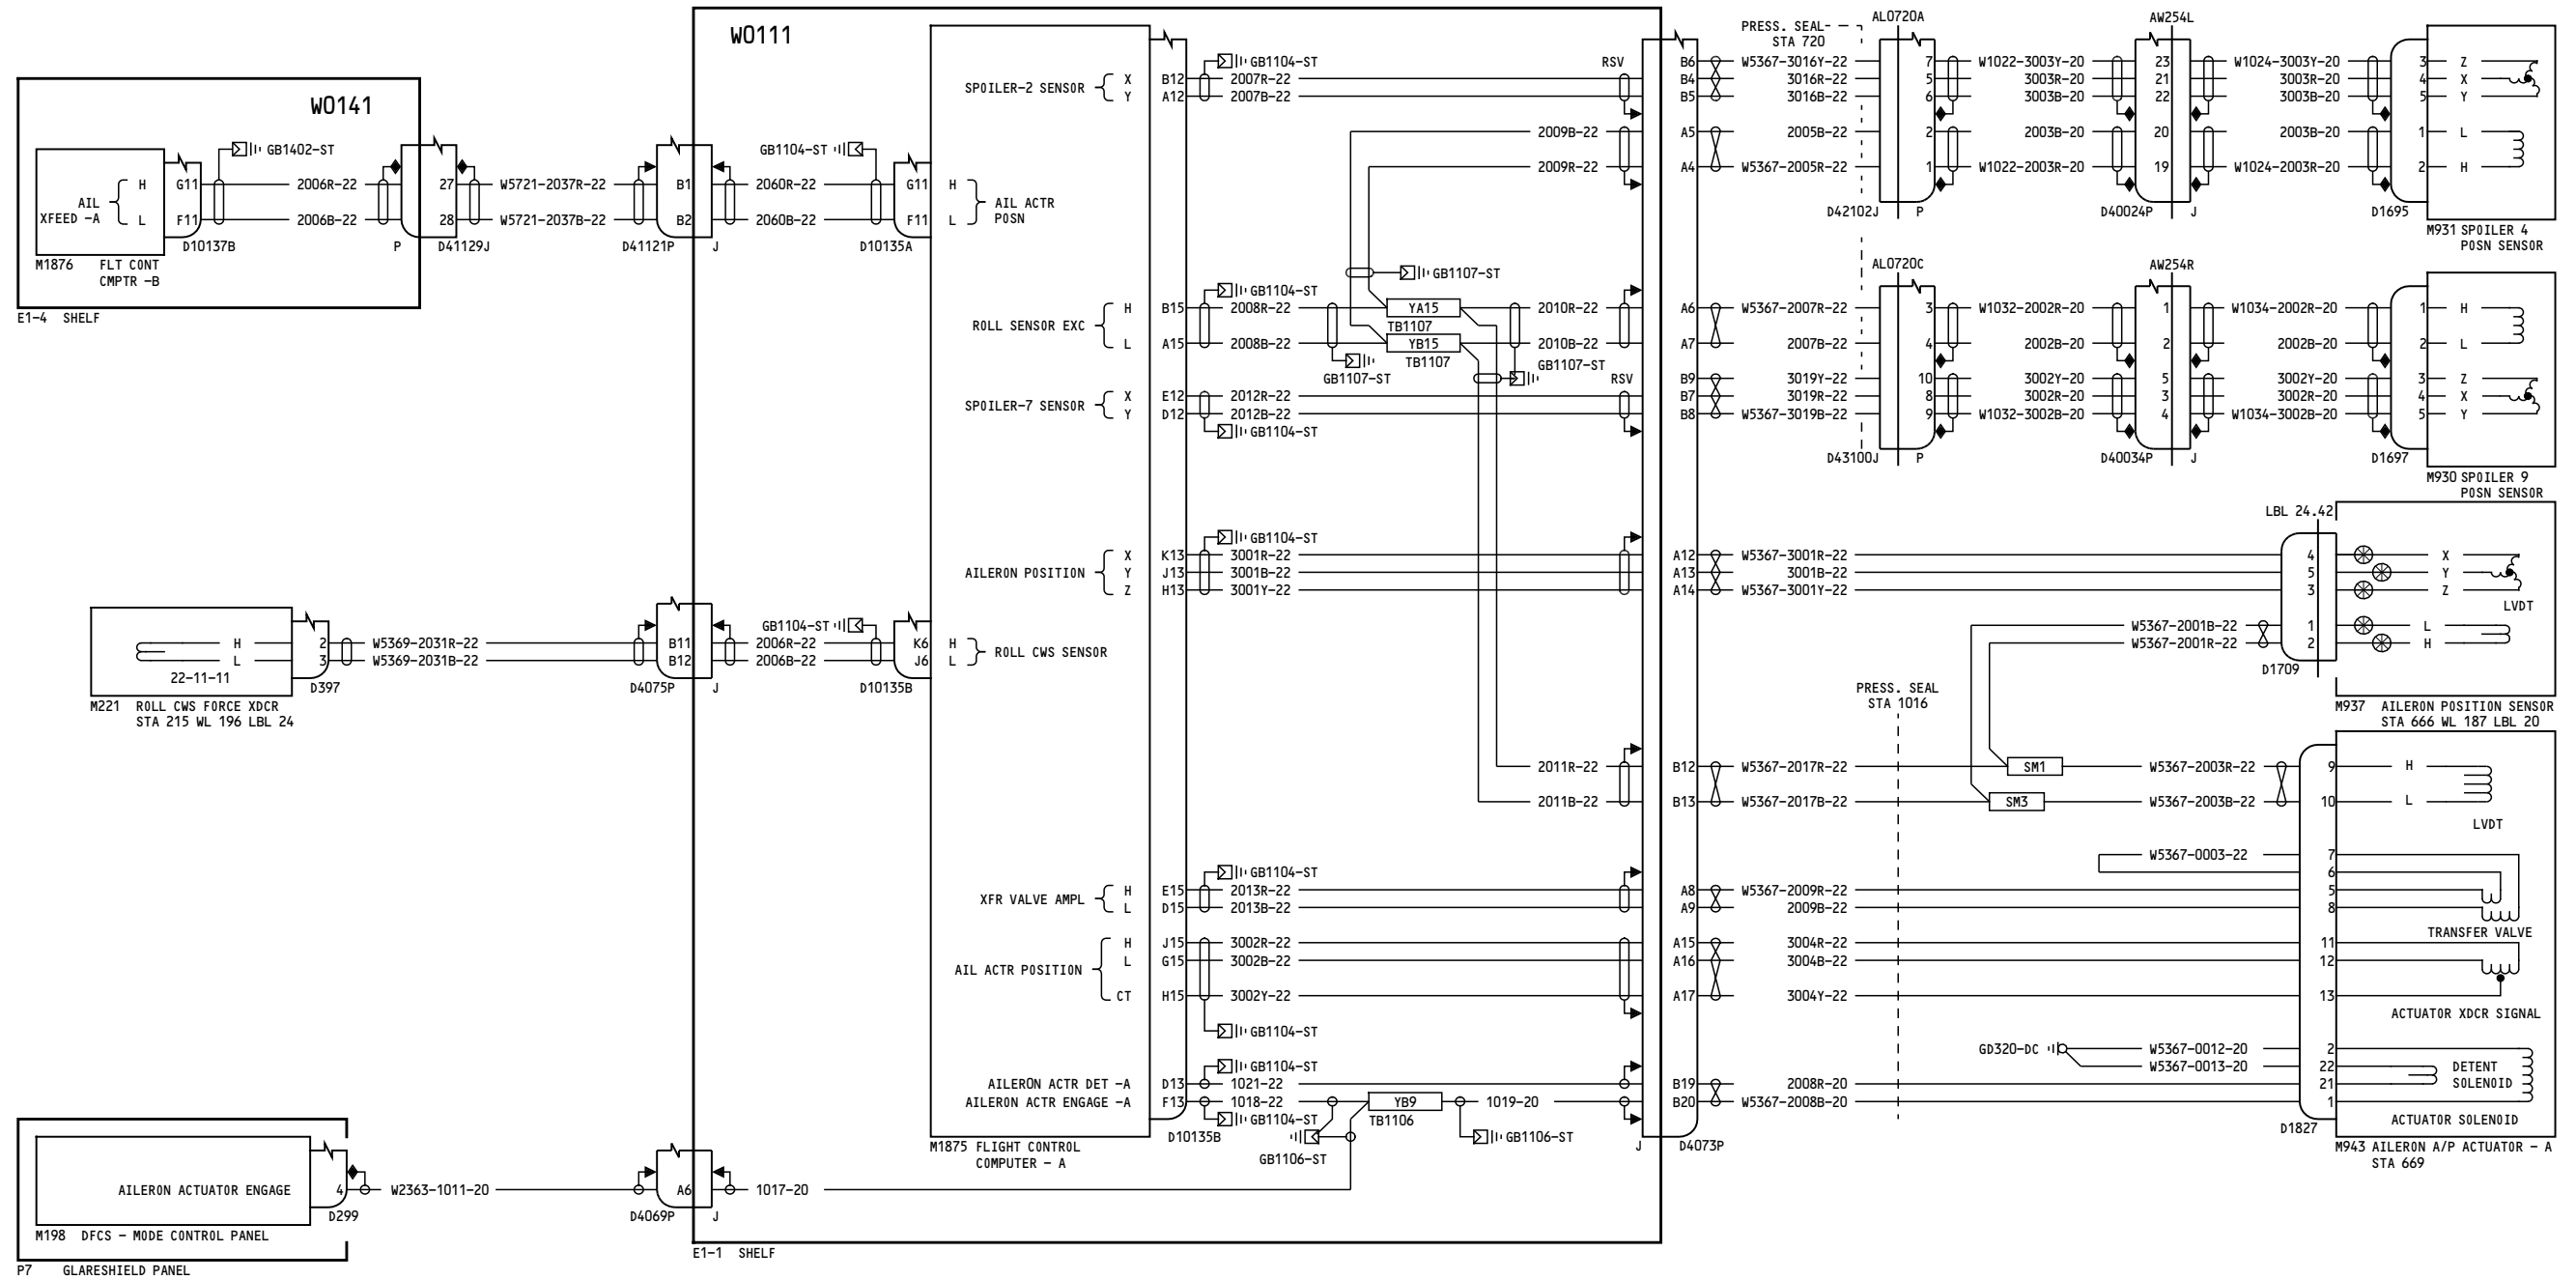 W0141
AIL
XFEED -A
H
L
G11
F11
GB1402-ST
2006R-22
2006B-22
D10137B
M1876 FLT CONT
CMPTR -B
E1-4 SHELF
P
27
28
D41129J
W5721-2037R-22
W5721-2037B-22
B1
B2
D41121P
J
W0111
GB1104-ST
2060R-22
2060B-22
G11
F11
D10135A
H
L
AIL ACTR
POSN
M221 ROLL CWS FORCE XDCR
STA 215 WL 196 LBL 24
H
L
22-11-11
2
3
D397
W5369-2031R-22
W5369-2031B-22
B11
B12
D4075P
J
GB1104-ST
2006R-22
2006B-22
K6
J6
D10135B
H
L
ROLL CWS SENSOR
AILERON ACTUATOR ENGAGE
4
D299
M198 DFCS - MODE CONTROL PANEL
P7 GLARESHIELD PANEL
W2363-1011-20
A6
D4069P
J
1017-20
E1-1 SHELF
M1875 FLIGHT CONTROL
COMPUTER - A
SPOILER-2 SENSOR
X
Y
B12
A12
GB1104-ST
2007R-22
2007B-22
RSV
2009B-22
2009R-22
GB1107-ST
ROLL SENSOR EXC
H
L
B15
A15
GB1104-ST
2008R-22
2008B-22
GB1107-ST
YA15
TB1107
YB15
TB1107
GB1107-ST
2010R-22
2010B-22
SPOILER-7 SENSOR
X
Y
E12
D12
2012R-22
2012B-22
GB1104-ST
RSV
AILERON POSITION
X
Y
Z
K13
J13
H13
GB1104-ST
3001R-22
3001B-22
3001Y-22
2011R-22
2011B-22
XFR VALVE AMPL
H
L
E15
D15
GB1104-ST
2013R-22
2013B-22
AIL ACTR POSITION
H
L
CT
J15
G15
H15
3002R-22
3002B-22
3002Y-22
GB1104-ST
AILERON ACTR DET -A
AILERON ACTR ENGAGE -A
D13
F13
GB1104-ST
1021-22
1018-22
GB1104-ST
D10135B
GB1106-ST
YB9
TB1106
1019-20
GB1106-ST
J
D4073P
B6
B4
B5
A5
A4
A6
A7
B9
B7
B8
A12
A13
A14
B12
B13
A8
A9
A15
A16
A17
B19
B20
PRESS. SEAL
STA 720
W5367-3016Y-22
3016R-22
3016B-22
2005B-22
W5367-2005R-22
AL0720A
7
5
6
2
1
D42102J
P
W1022-3003Y-20
3003R-20
3003B-20
2003B-20
W1022-2003R-20
AW254L
23
21
22
20
19
D40024P
J
W1024-3003Y-20
3003R-20
3003B-20
2003B-20
W1024-2003R-20
3
4
5
1
2
D1695
Z
X
Y
L
H
M931 SPOILER 4
POSN SENSOR
W5367-2007R-22
2007B-22
3019Y-22
3019R-22
W5367-3019B-22
AL0720C
3
4
10
8
9
D43100J
P
W1032-2002R-20
2002B-20
3002Y-20
3002R-20
W1032-3002B-20
AW254R
1
2
5
3
4
D40034P
J
W1034-2002R-20
2002B-20
3002Y-20
3002R-20
W1034-3002B-20
1
2
3
4
5
D1697
H
L
Z
X
Y
M930 SPOILER 9
POSN SENSOR
W5367-3001R-22
3001B-22
W5367-3001Y-22
LBL 24.42
4
5
3
1
2
X
Y
Z
LVDT
L
H
W5367-2001B-22
W5367-2001R-22
D1709
M937 AILERON POSITION SENSOR
STA 666 WL 187 LBL 20
PRESS. SEAL
STA 1016
W5367-2017R-22
W5367-2017B-22
SM1
SM3
W5367-2003R-22
W5367-2003B-22
9
10
H
L
LVDT
W5367-0003-22
W5367-2009R-22
2009B-22
7
6
5
8
TRANSFER VALVE
3004R-22
3004B-22
3004Y-22
11
12
13
ACTUATOR XDCR SIGNAL
GD320-DC
W5367-0012-20
W5367-0013-20
2008R-20
W5367-2008B-20
2
22
21
1
DETENT
SOLENOID
ACTUATOR SOLENOID
D1827
M943 AILERON A/P ACTUATOR - A
STA 669